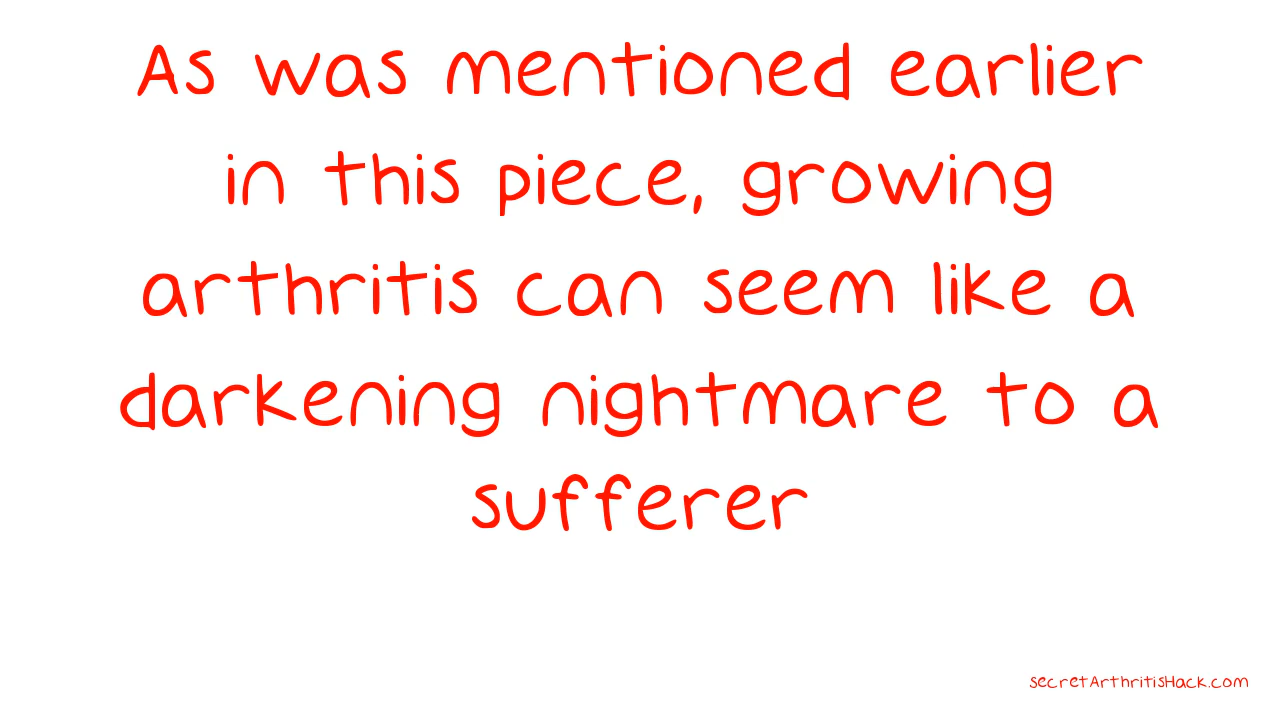 As was mentioned earlier
in this piece, growing
arthritis can seem like a
darkening nightmare to a
sufferer
secretArthritisHack.com